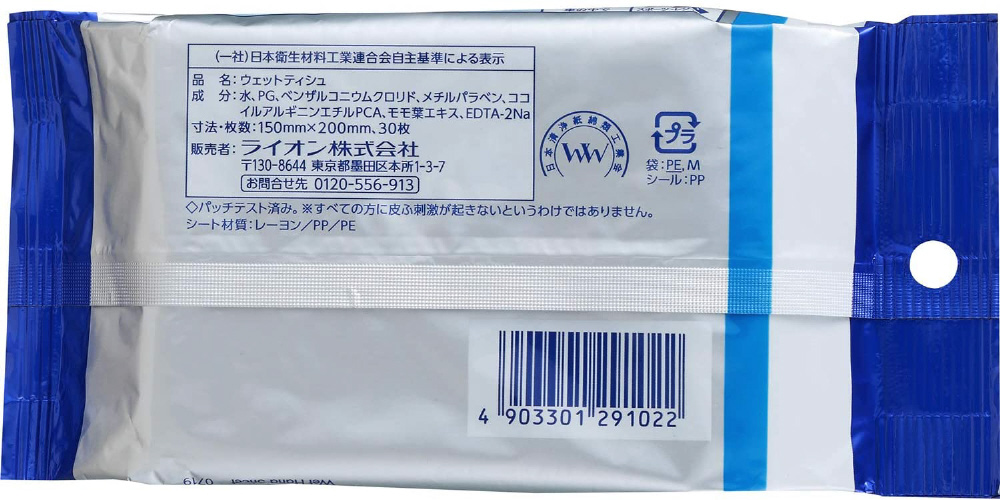 (一社)日本衛生材料工業連合会自主基準による表示
品 名:ウェットティシュ
成 分:水、PG、ベンザルコニウムクロリド、メチルパラベン、ココ
イルアルギニンエチルPCA、モモ葉エキス、EDTA-2Na
寸法・枚数:150mm×200mm、30枚
販売者:ライオン株式会社
〒130-8644 東京都墨田区本所1-3-7
お問合せ先 0120-556-913
◇パッチテスト済み。※すべての方に皮ふ刺激が起きないというわけではありません。
シート材質:レーヨン/PP/PE
日本清浄紙綿類工業会
WW
プラ
袋:PE, M
シール:PP
4 903301 291022
Wet Hand Sheet 0719